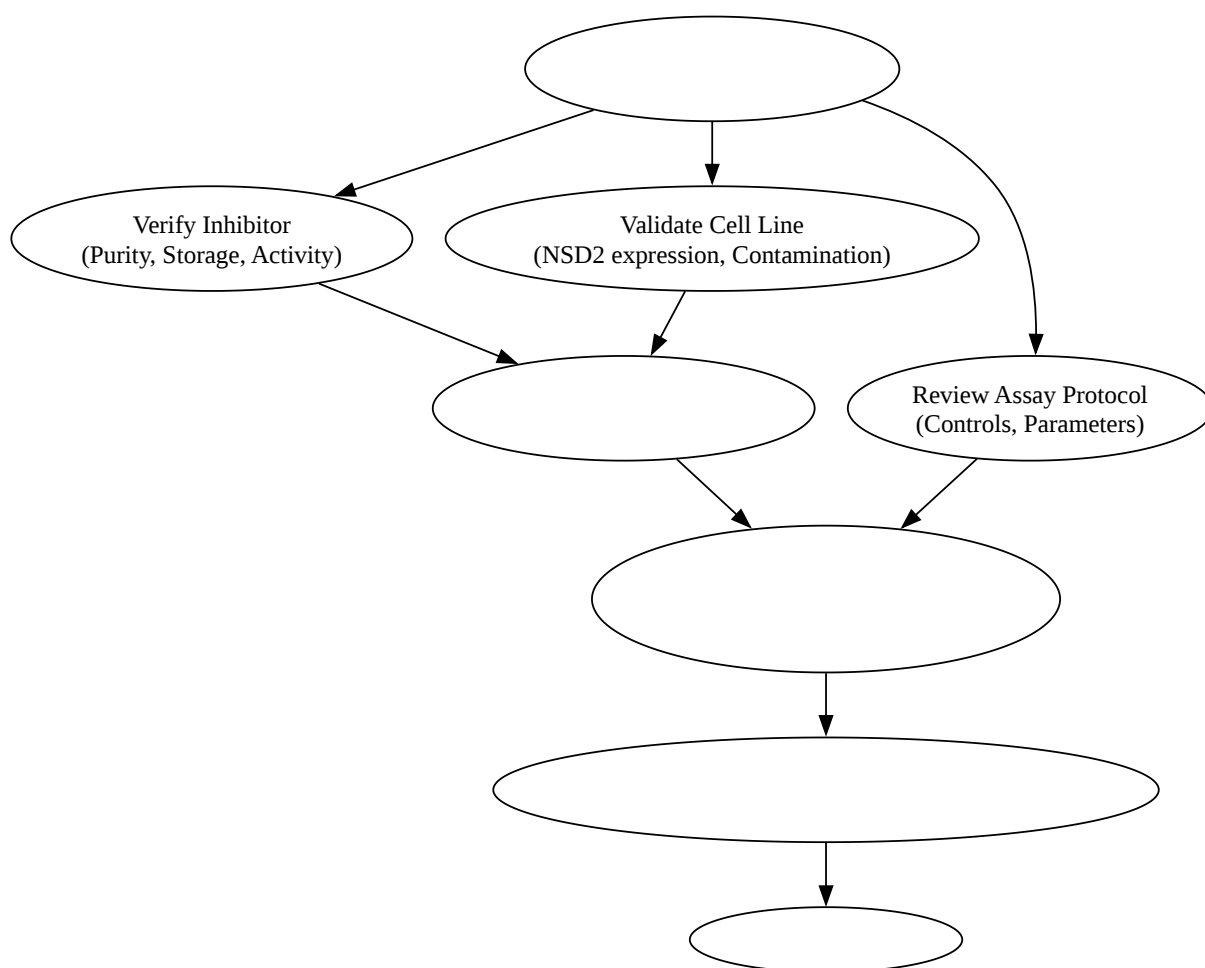 Verify Inhibitor
(Purity, Storage, Activity)
Validate Cell Line
(NSD2 expression, Contamination)
Review Assay Protocol
(Controls, Parameters)